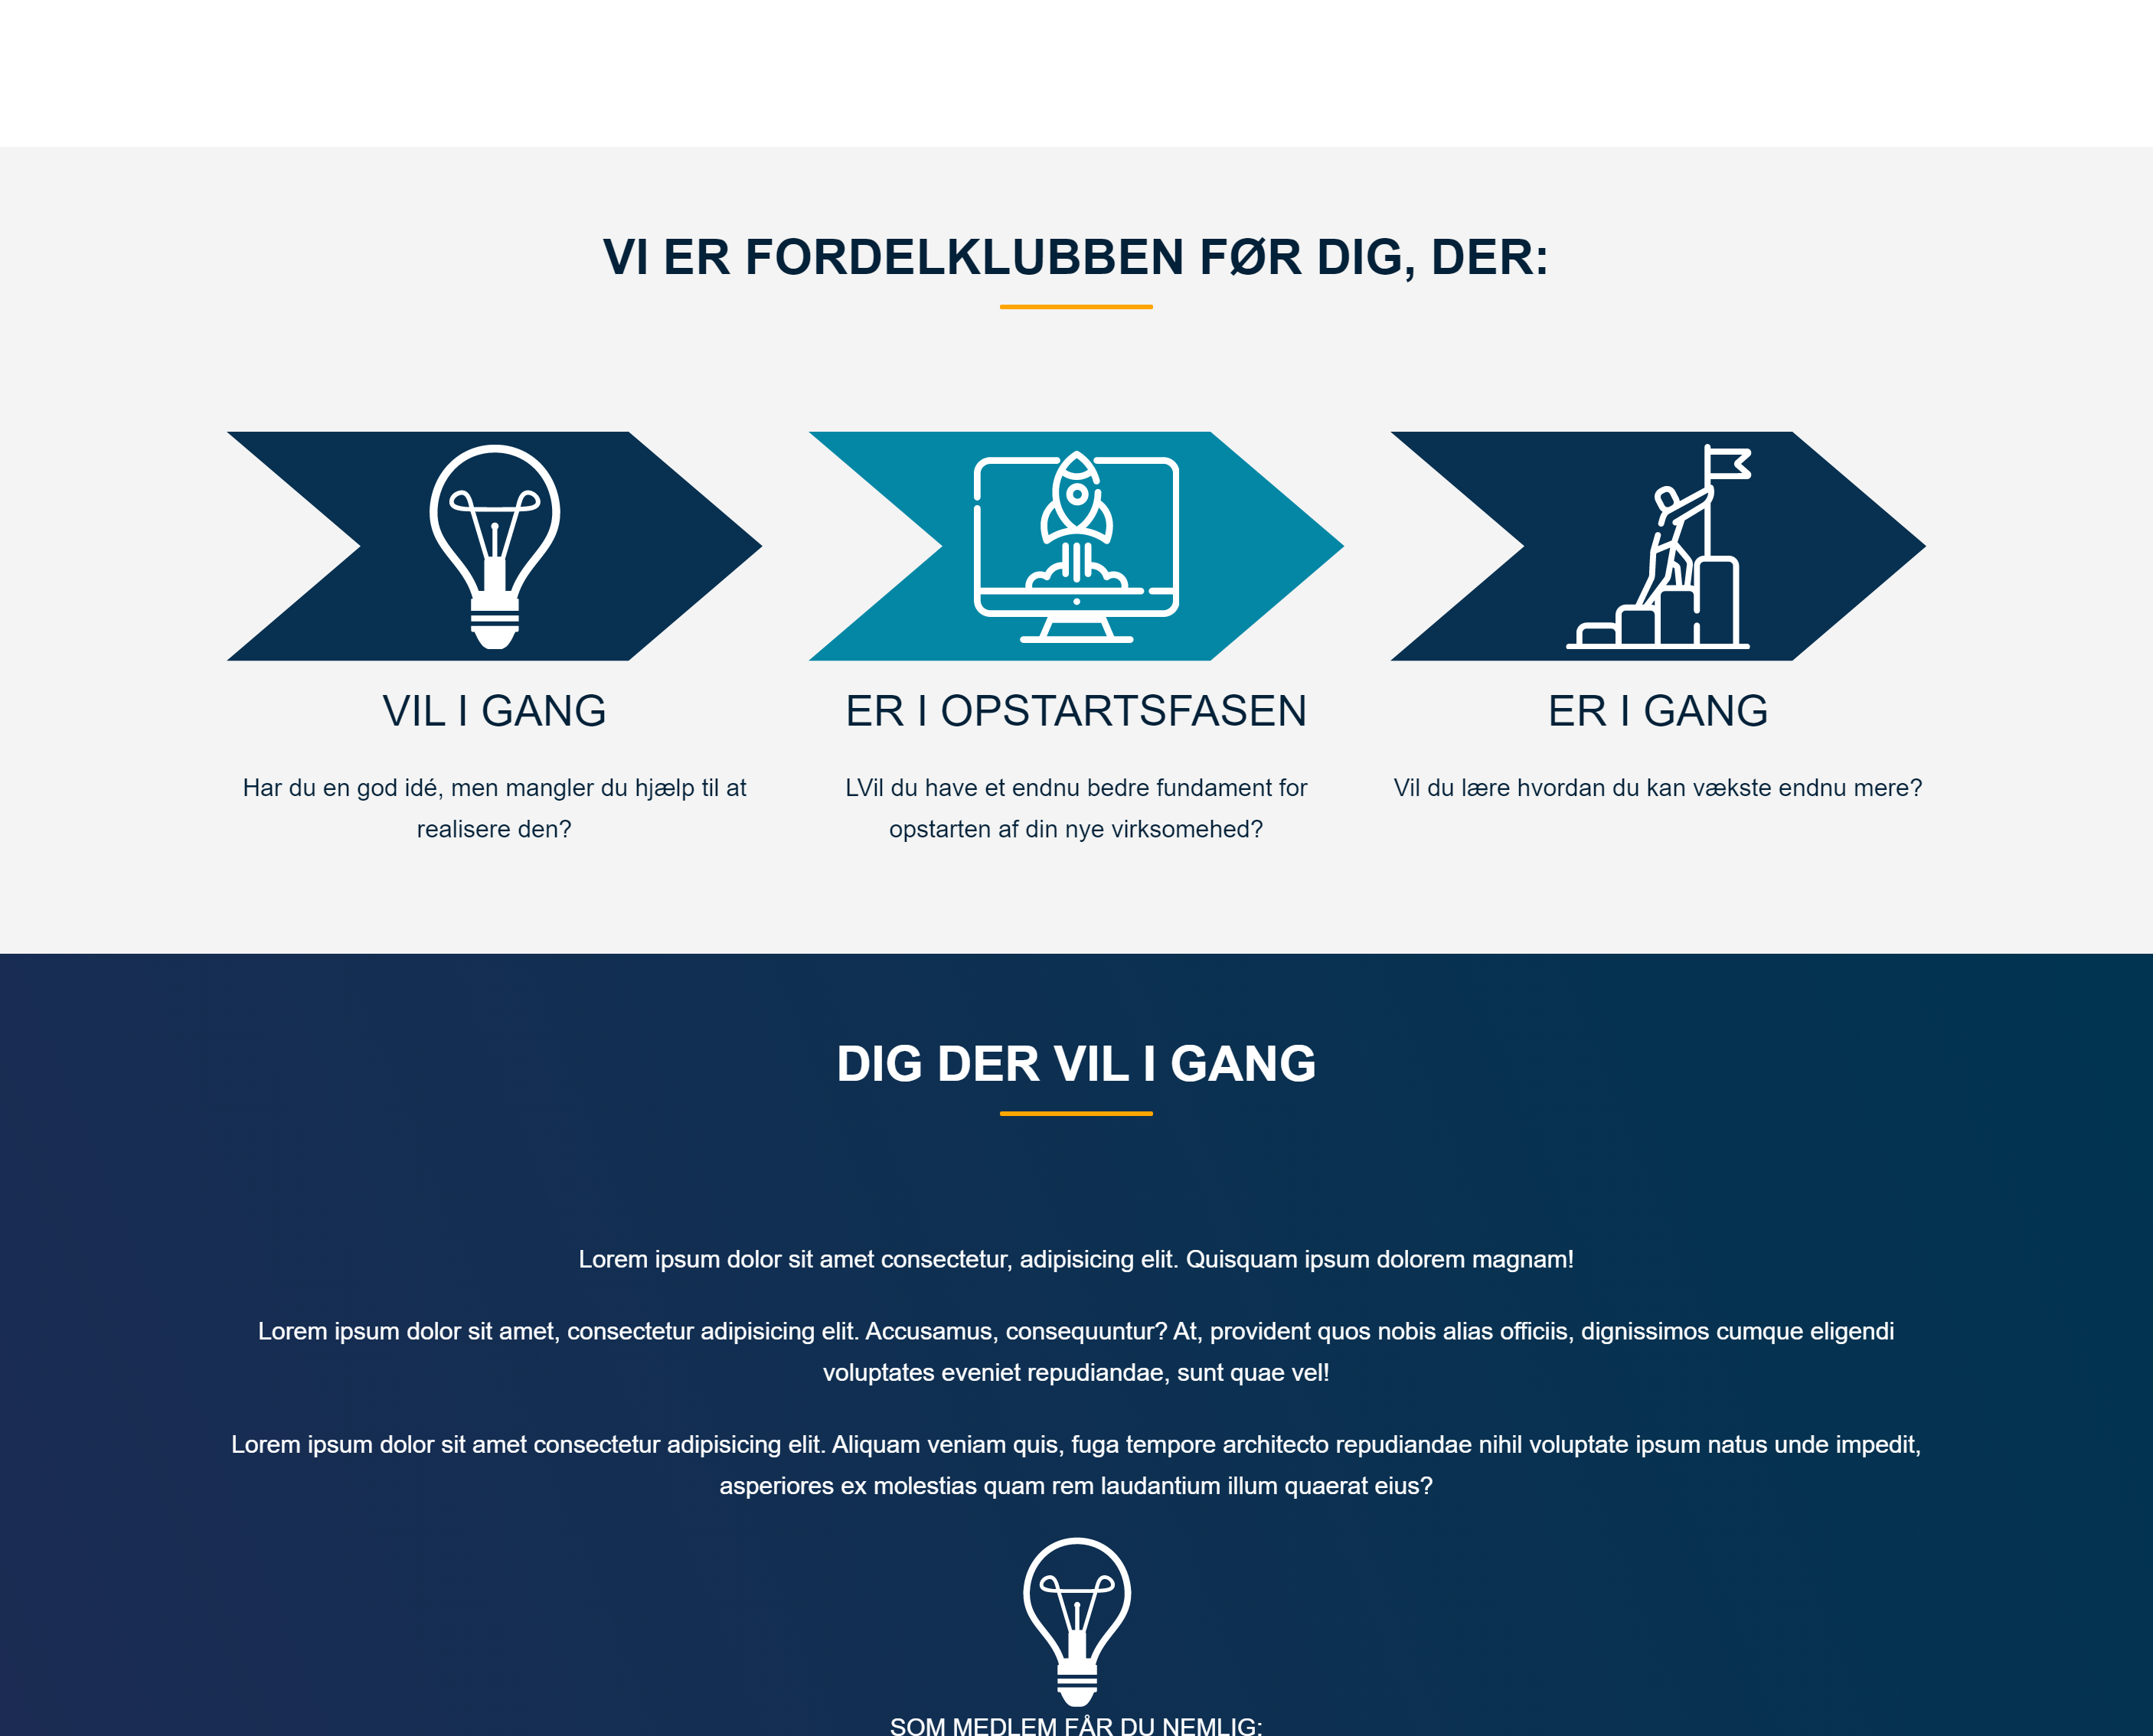 VI ER FORDELKLUBBEN FØR DIG, DER:
VIL I GANG
Har du en god idé, men mangler du hjælp til at
realisere den?
ER I OPSTARTSFASEN
LVil du have et endnu bedre fundament for
opstarten af din nye virksomehed?
ER I GANG
Vil du lære hvordan du kan vækste endnu mere?
DIG DER VIL I GANG
Lorem ipsum dolor sit amet consectetur, adipisicing elit. Quisquam ipsum dolorem magnam!
Lorem ipsum dolor sit amet, consectetur adipisicing elit. Accusamus, consequuntur? At, provident quos nobis alias officiis, dignissimos cumque eligendi
voluptates eveniet repudiandae, sunt quae vel!
Lorem ipsum dolor sit amet consectetur adipisicing elit. Aliquam veniam quis, fuga tempore architecto repudiandae nihil voluptate ipsum natus unde impedit,
asperiores ex molestias quam rem laudantium illum quaerat eius?
SOM MEDLEM FÅR DU NEMLIG: